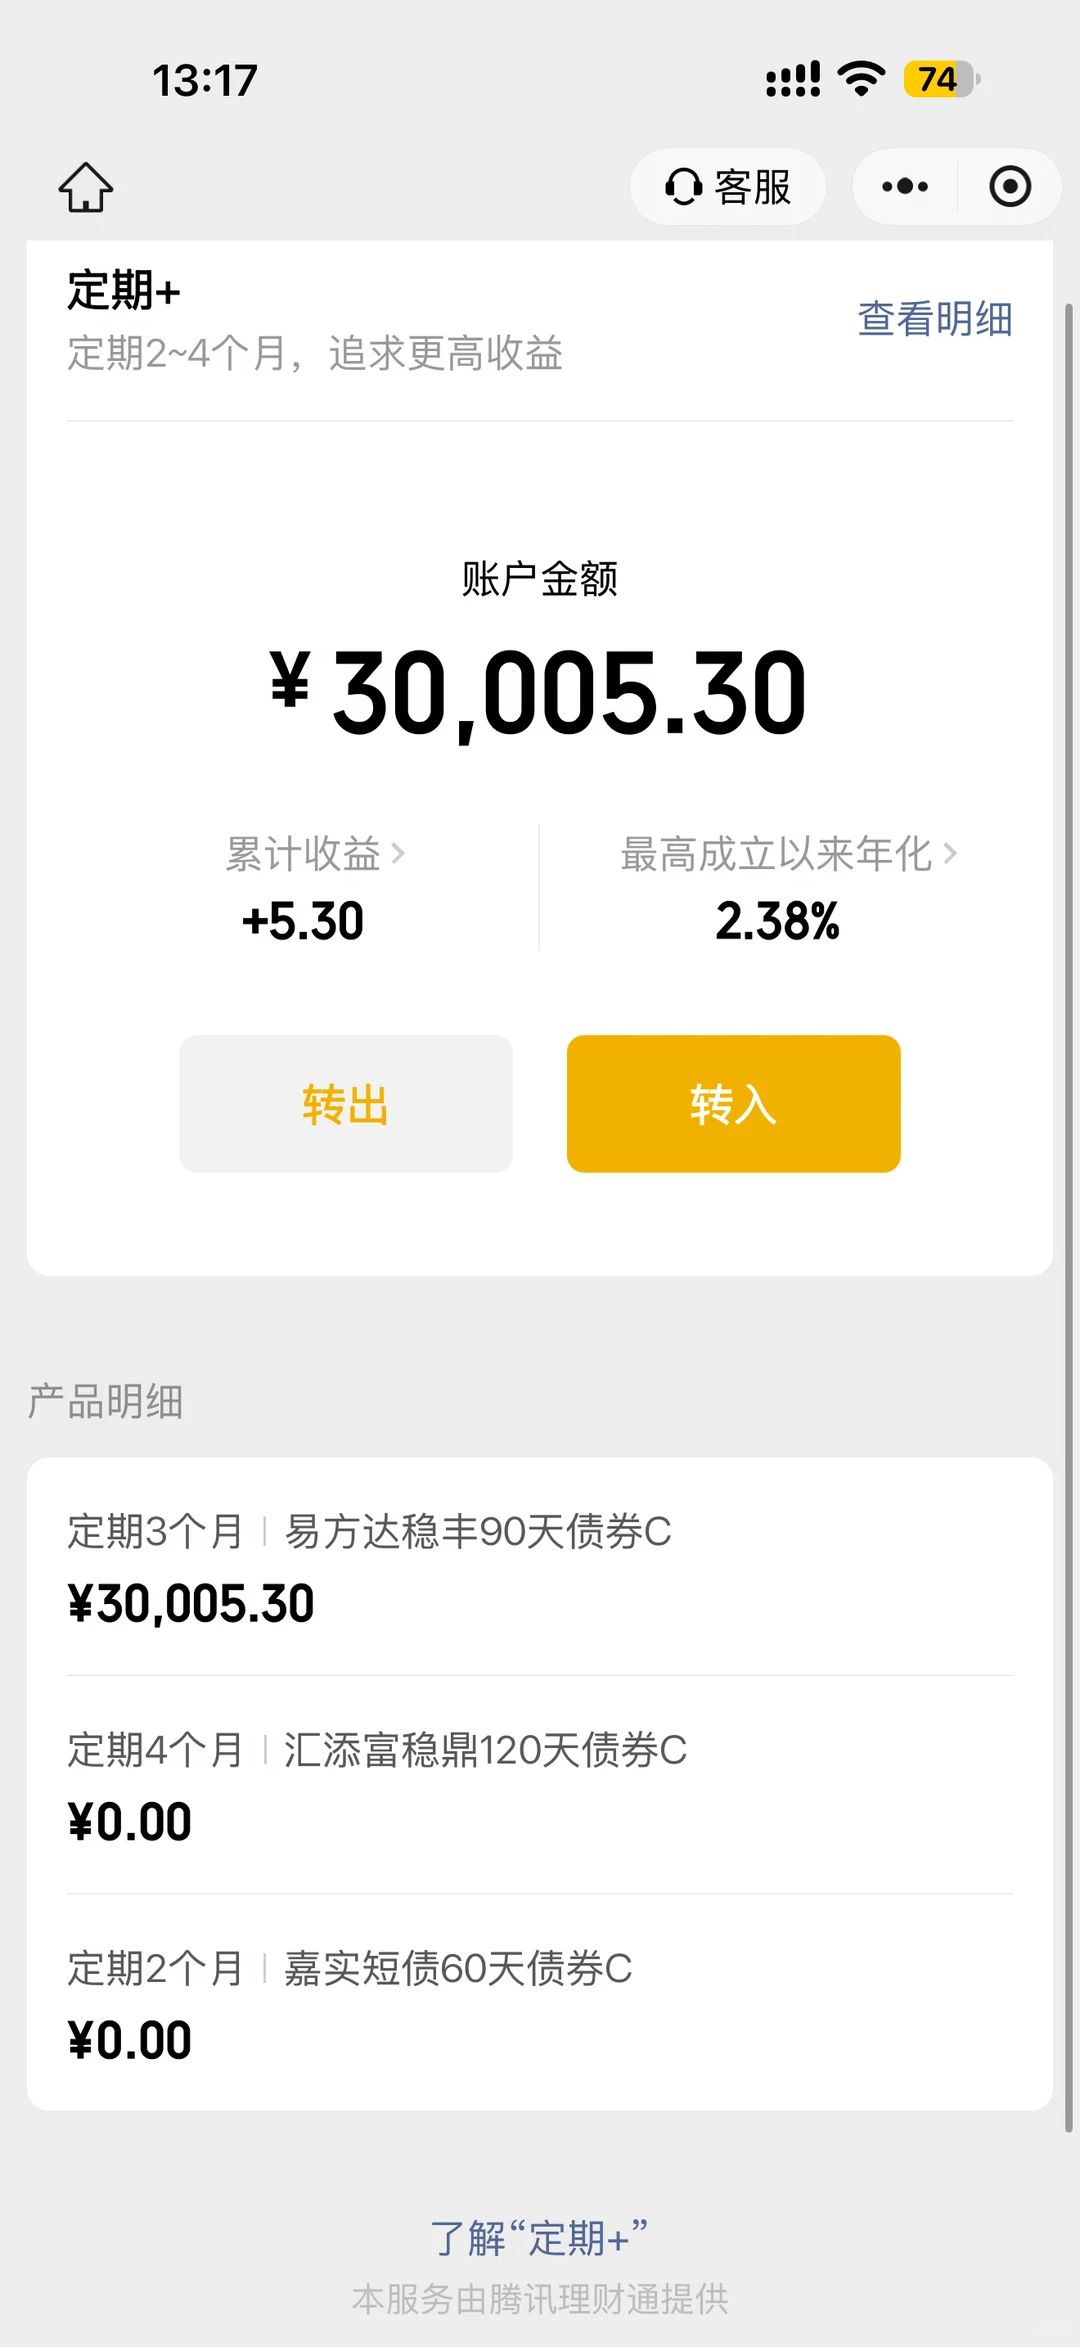 13:17
74
客服
定期+
查看明细
定期2~4个月，追求更高收益
账户金额
¥30,005.30
累计收益
最高成立以来年化
+5.30
2.38%
转出
转入
产品明细
定期3个月 | 易方达稳丰90天债券C
¥30,005.30
定期4个月 | 汇添富稳鼎120天债券C
¥0.00
定期2个月 | 嘉实短债60天债券C
¥0.00
了解“定期+”
本服务由腾讯理财通提供